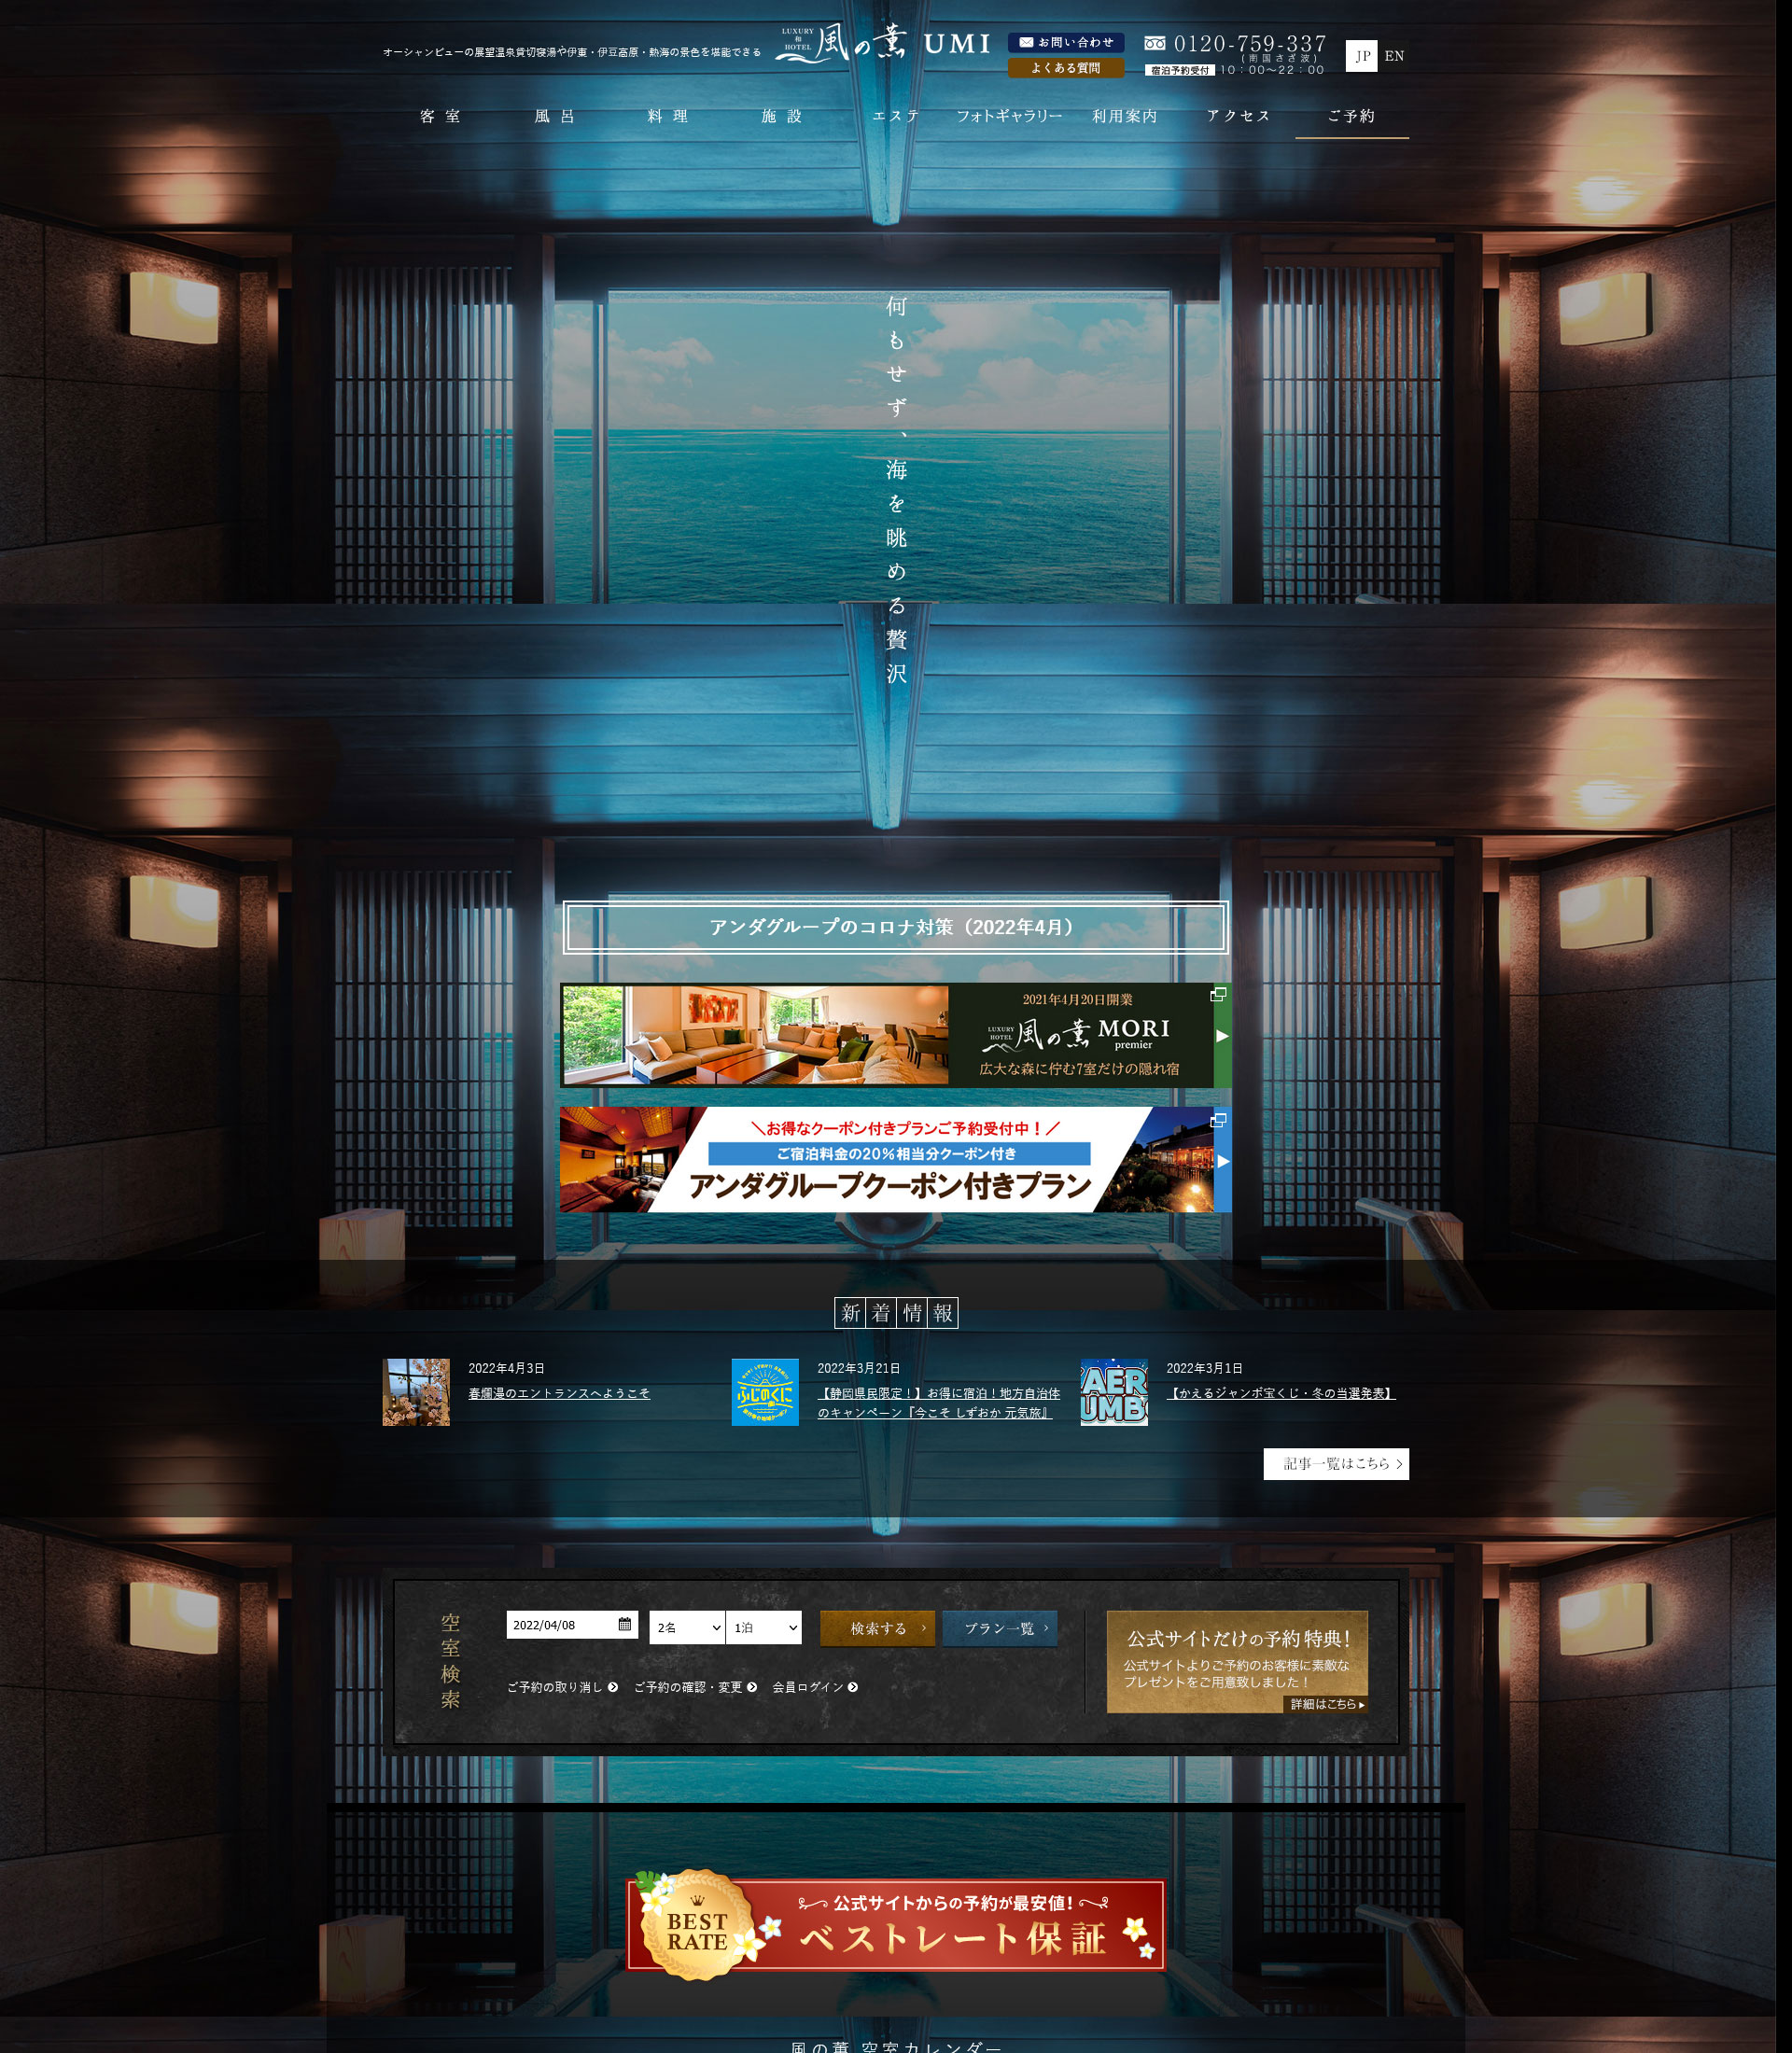 オーシャンビューの展望温泉貸切寝湯や伊東・伊豆高原・熱海の景色を堪能できる
LUXURY
和
HOTEL
風の薫 UMI
お問い合わせ
よくある質問
0120-759-337
(南国さざ波)
宿泊予約受付 10：00〜22：00
JP EN
客室 風呂 料理 施設 エステ フォトギャラリー 利用案内 アクセス ご予約
何もせず、海を眺める贅沢
アンダグループのコロナ対策（2022年4月）
2021年4月20日開業
LUXURY
HOTEL
風の薫 MORI
premier
広大な森に佇む7室だけの隠れ宿
＼お得なクーポン付きプランご予約受付中！／
ご宿泊料金の20%相当分クーポン付き
アンダグループクーポン付きプラン
新着情報
2022年4月3日
春爛漫のエントランスへようこそ
ふじのくに
2022年3月21日
【静岡県民限定！】お得に宿泊！地方自治体
のキャンペーン『今こそ しずおか 元気旅』
AER
UMB
2022年3月1日
【かえるジャンボ宝くじ・冬の当選発表】
記事一覧はこちら
空室検索
2022/04/08
2名
1泊
検索する
プラン一覧
ご予約の取り消し
ご予約の確認・変更
会員ログイン
公式サイトだけの予約特典！
公式サイトよりご予約のお客様に素敵な
プレゼントをご用意致しました！
詳細はこちら
BEST
RATE
公式サイトからの予約が最安値！
ベストレート保証
風の薫 空室カレンダー